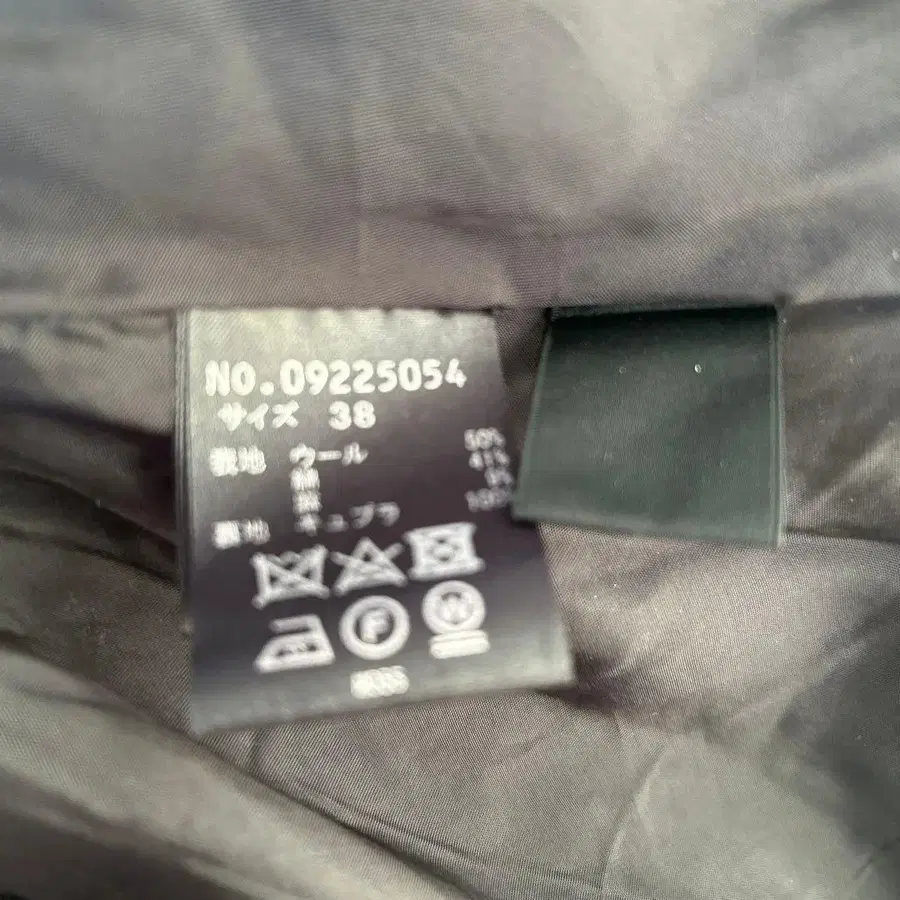 NO.09225054
サイズ 38
表地 ウール 50%
綿 41%
100%
裏地 キュプラ
F
W